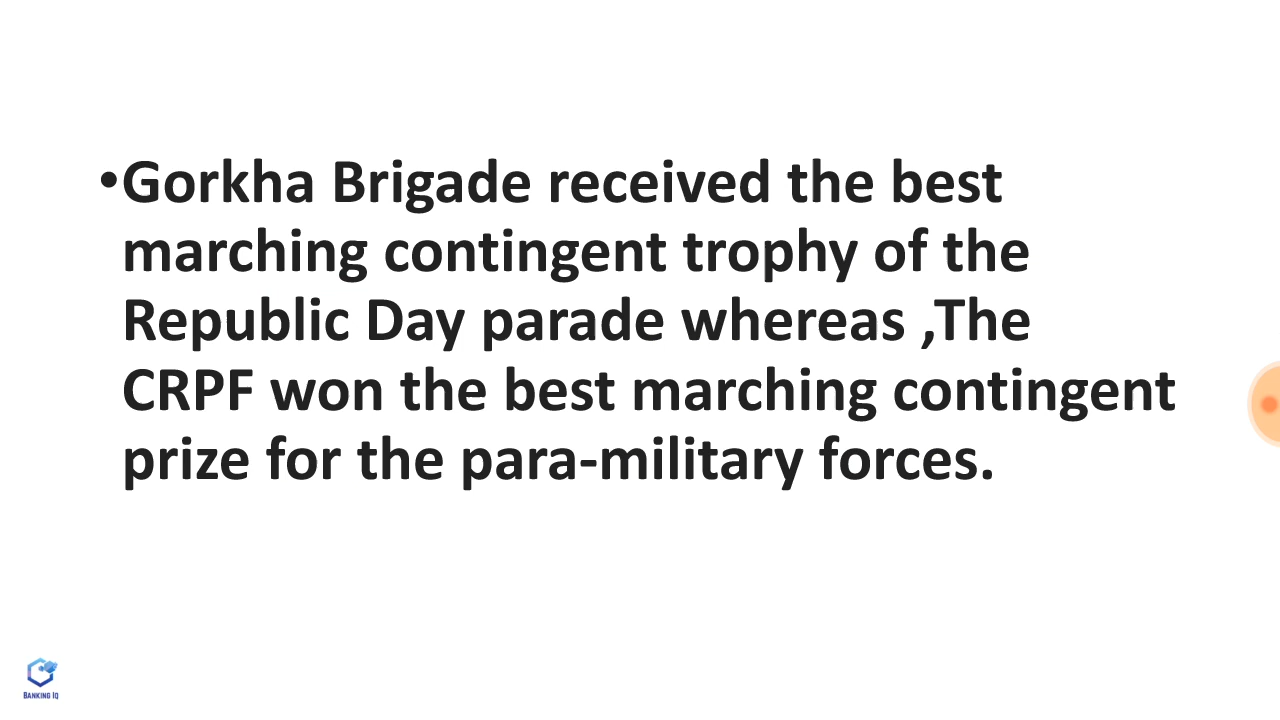 •Gorkha Brigade received the best
marching contingent trophy of the
Republic Day parade whereas ,The
CRPF won the best marching contingent
prize for the para-military forces.
BANKING IQ